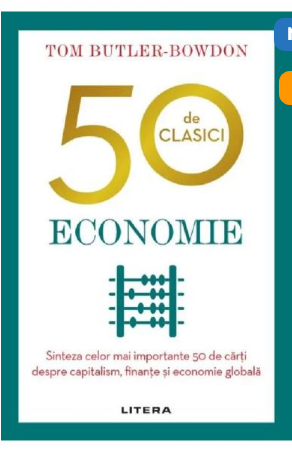 TOM BUTLER-BOWDON
50
de
CLASICI
ECONOMIE
Sinteza celor mai importante 50 de cărți
despre capitalism, finanțe și economie globală
LITERA